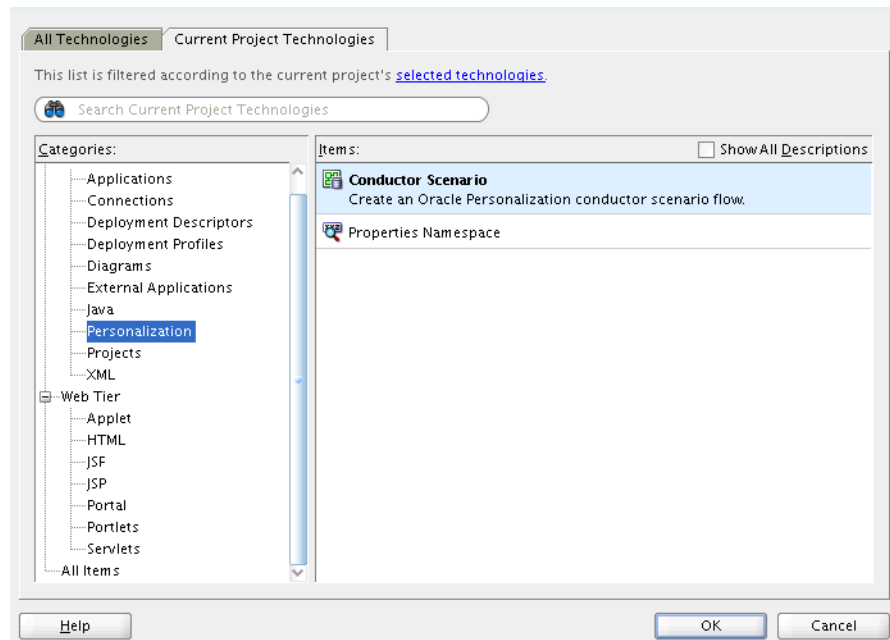 All Technologies Current Project Technologies
This list is filtered according to the current project's selected technologies.
Search Current Project Technologies
Categories:
Applications
Connections
Deployment Descriptors
Deployment Profiles
Diagrams
External Applications
Java
Personalization
Projects
XML
Web Tier
Applet
HTML
JSF
JSP
Portal
Portlets
Servlets
All Items
Items: Show All Descriptions
Conductor Scenario
Create an Oracle Personalization conductor scenario flow.
Properties Namespace
Help OK Cancel